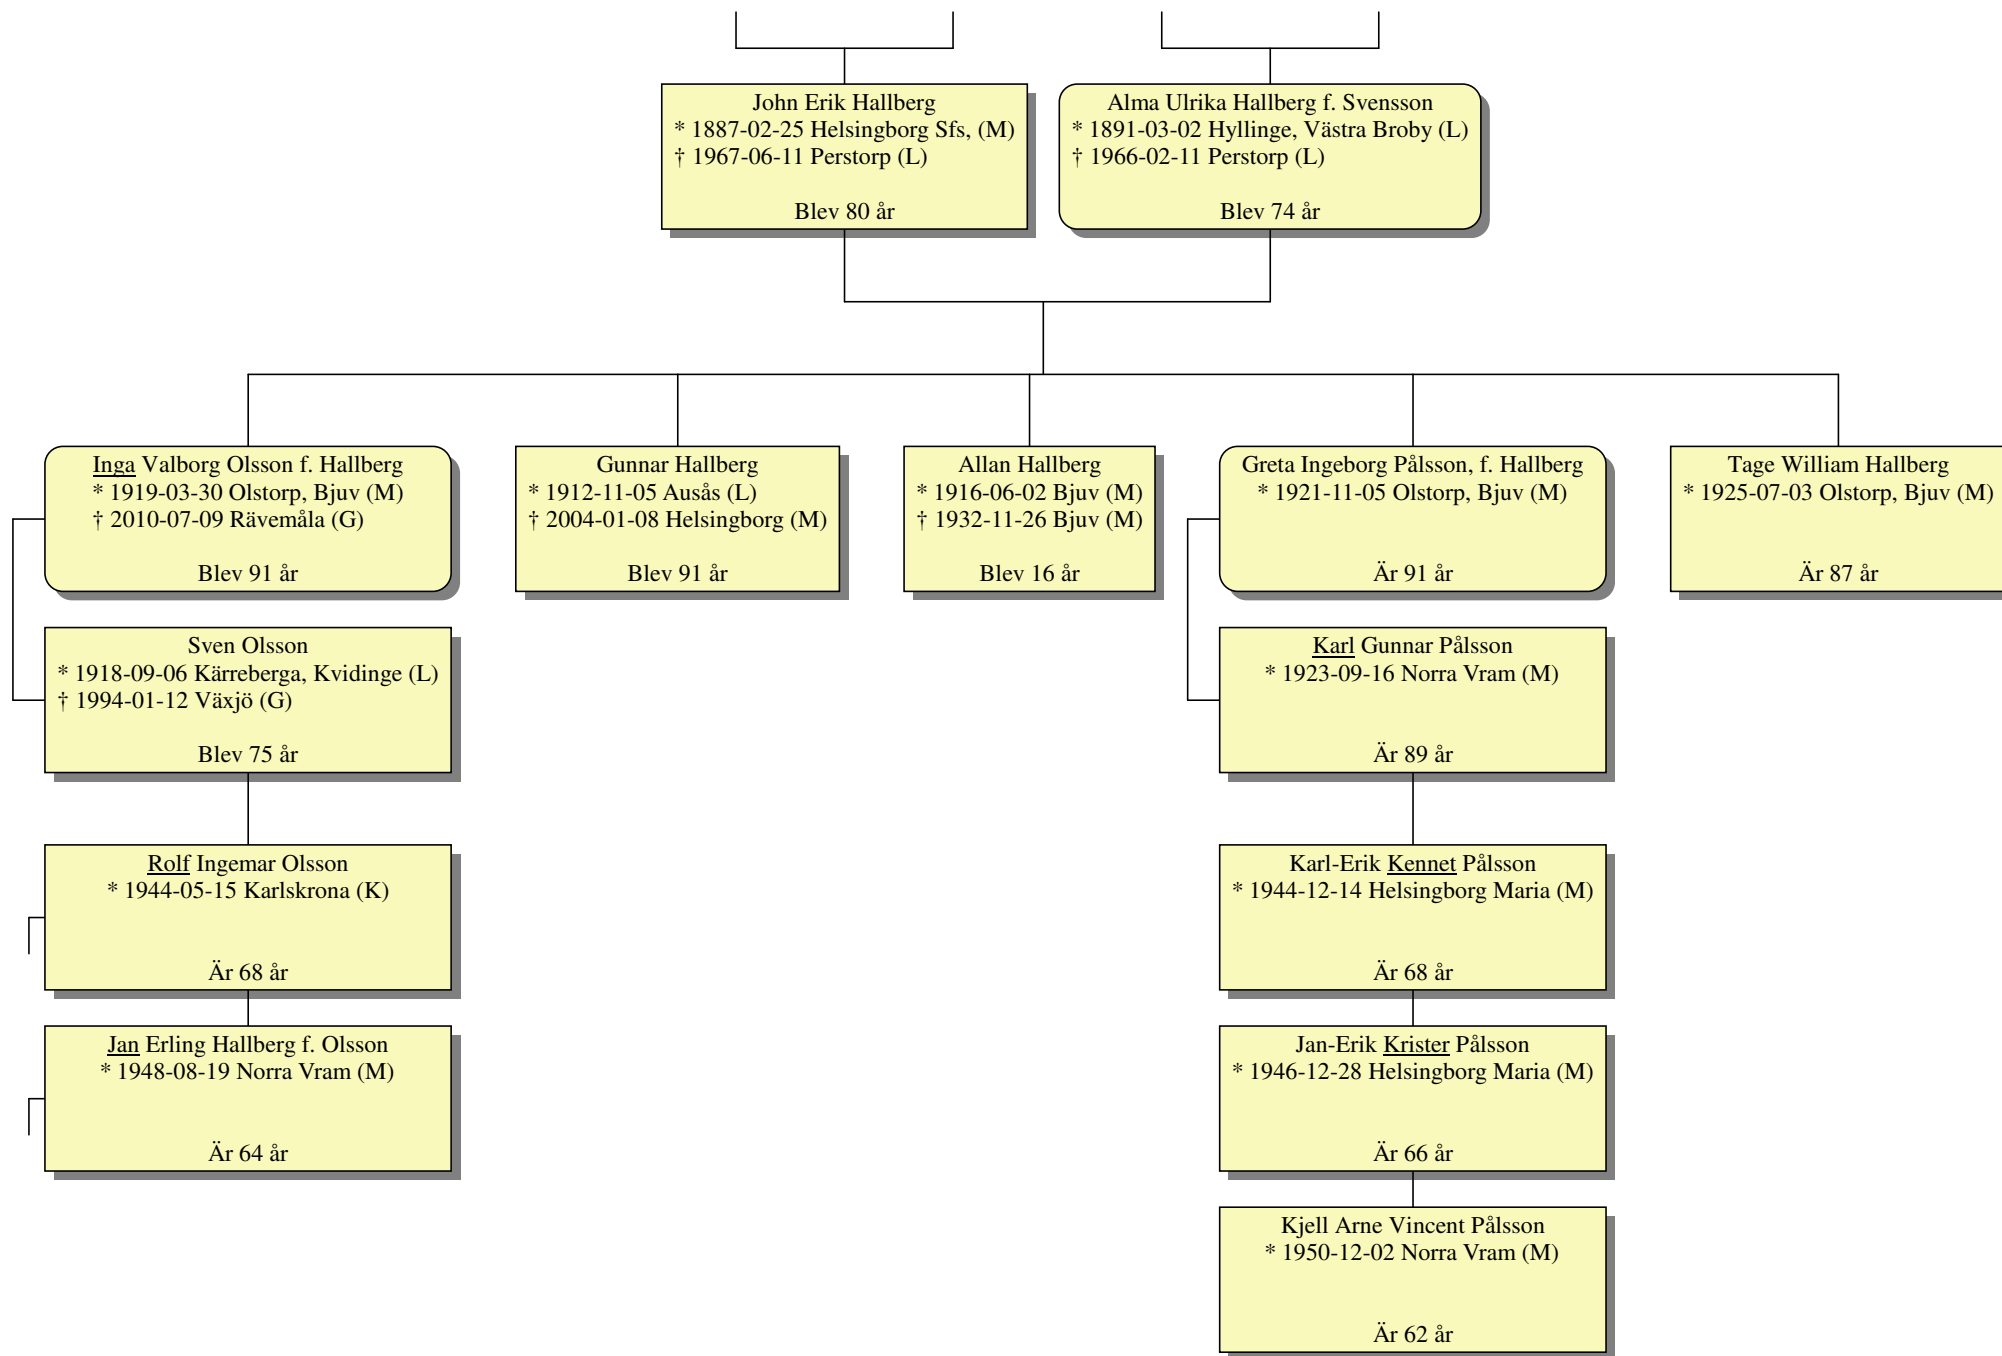 John Erik Hallberg
* 1887-02-25 Helsingborg Sfs, (M)
† 1967-06-11 Perstorp (L)
Blev 80 år
Alma Ulrika Hallberg f. Svensson
* 1891-03-02 Hyllinge, Västra Broby (L)
† 1966-02-11 Perstorp (L)
Blev 74 år
Inga Valborg Olsson f. Hallberg
* 1919-03-30 Olstorp, Bjuv (M)
† 2010-07-09 Rävemåla (G)
Blev 91 år
Gunnar Hallberg
* 1912-11-05 Ausås (L)
† 2004-01-08 Helsingborg (M)
Blev 91 år
Allan Hallberg
* 1916-06-02 Bjuv (M)
† 1932-11-26 Bjuv (M)
Blev 16 år
Greta Ingeborg Pålsson, f. Hallberg
* 1921-11-05 Olstorp, Bjuv (M)
Är 91 år
Tage William Hallberg
* 1925-07-03 Olstorp, Bjuv (M)
Är 87 år
Sven Olsson
* 1918-09-06 Kärreberga, Kvidinge (L)
† 1994-01-12 Växjö (G)
Blev 75 år
Karl Gunnar Pålsson
* 1923-09-16 Norra Vram (M)
Är 89 år
Rolf Ingemar Olsson
* 1944-05-15 Karlskrona (K)
Är 68 år
Karl-Erik Kennet Pålsson
* 1944-12-14 Helsingborg Maria (M)
Är 68 år
Jan Erling Hallberg f. Olsson
* 1948-08-19 Norra Vram (M)
Är 64 år
Jan-Erik Krister Pålsson
* 1946-12-28 Helsingborg Maria (M)
Är 66 år
Kjell Arne Vincent Pålsson
* 1950-12-02 Norra Vram (M)
Är 62 år